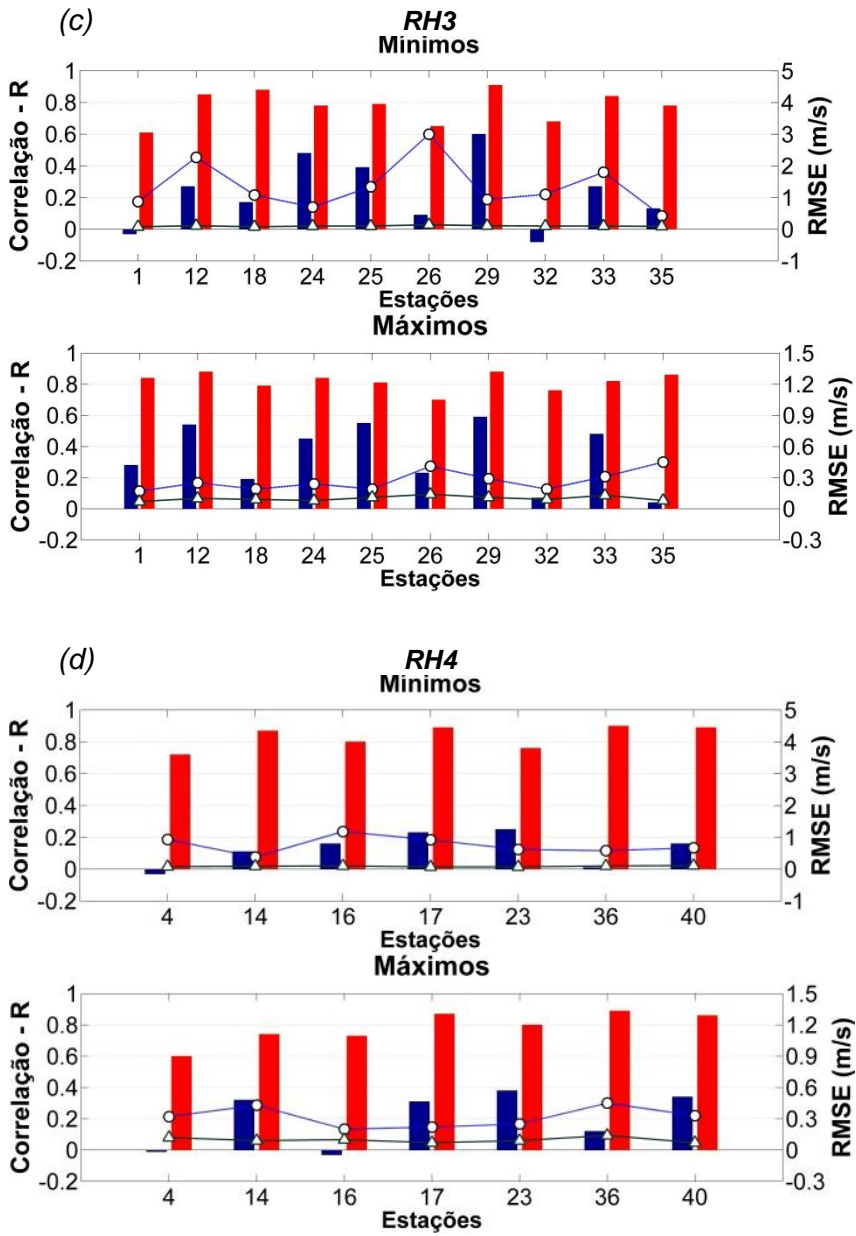 (c) RH3
Mínimos
Correlação - R
RMSE (m/s)
1 5
0.8 4
0.6 3
0.4 2
0.2 1
0 0
-0.2 -1
1 12 18 24 25 26 29 32 33 35
Estações
Máximos
Correlação - R
RMSE (m/s)
1 1.5
0.8 1.2
0.6 0.9
0.4 0.6
0.2 0.3
0 0
-0.2 -0.3
1 12 18 24 25 26 29 32 33 35
Estações
(d) RH4
Mínimos
Correlação - R
RMSE (m/s)
1 5
0.8 4
0.6 3
0.4 2
0.2 1
0 0
-0.2 -1
4 14 16 17 23 36 40
Estações
Máximos
Correlação - R
RMSE (m/s)
1 1.5
0.8 1.2
0.6 0.9
0.4 0.6
0.2 0.3
0 0
-0.2 -0.3
4 14 16 17 23 36 40
Estações